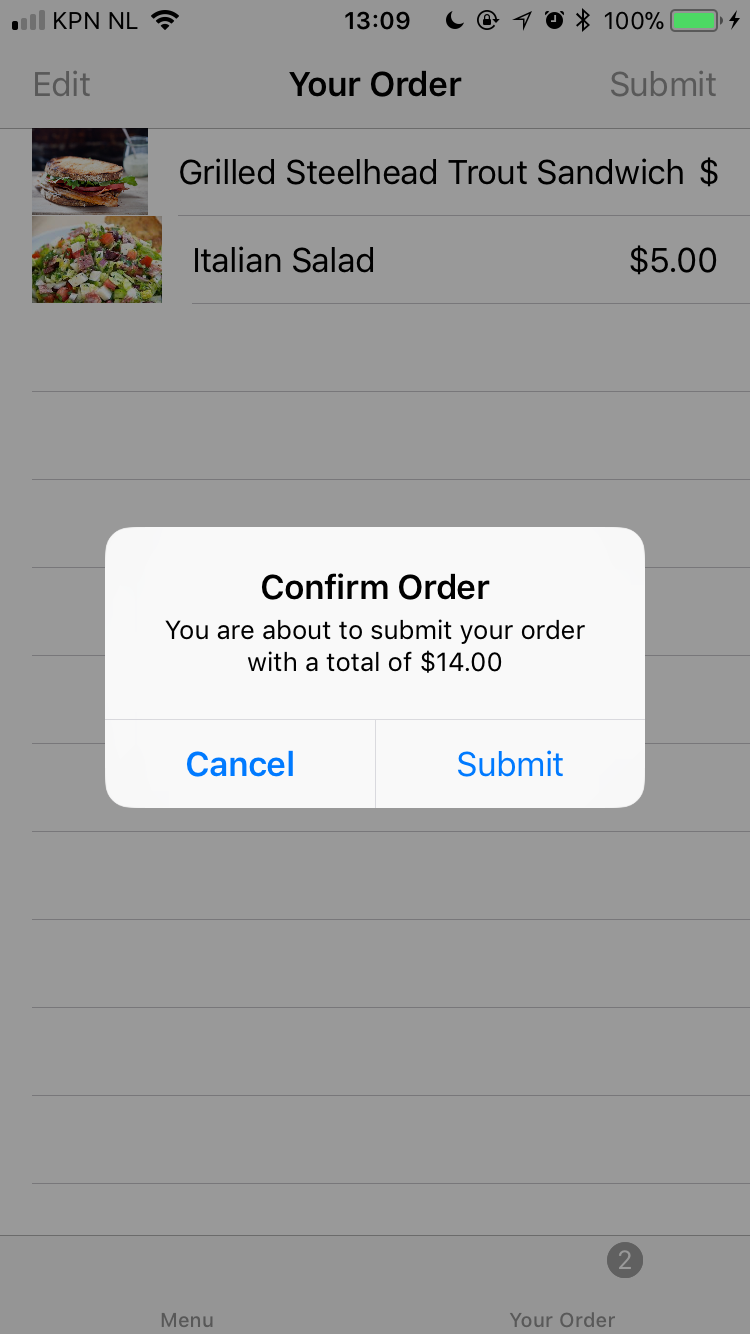 KPN NL 13:09 100%
Edit Your Order Submit
Grilled Steelhead Trout Sandwich $
Italian Salad $5.00
Confirm Order
You are about to submit your order
with a total of $14.00
Cancel Submit
2
Menu Your Order